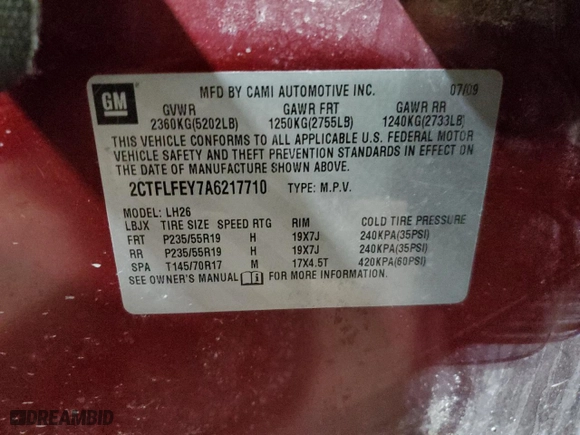 GM
MFD BY CAMI AUTOMOTIVE INC. 07/09
GVWR GAWR FRT GAWR RR
2360KG(5202LB) 1250KG(2755LB) 1240KG(2733LB)
THIS VEHICLE CONFORMS TO ALL APPLICABLE U.S. FEDERAL MOTOR
VEHICLE SAFETY AND THEFT PREVENTION STANDARDS IN EFFECT ON
THE DATE OF MANUFACTURE SHOWN ABOVE.
2CTFLFEY7A6217710 TYPE: M.P.V.
MODEL: LH26
LBJX TIRE SIZE SPEED RTG RIM COLD TIRE PRESSURE
FRT P235/55R19 H 19X7J 240KPA(35PSI)
RR P235/55R19 H 19X7J 240KPA(35PSI)
SPA T145/70R17 M 17X4.5T 420KPA(60PSI)
SEE OWNER'S MANUAL FOR MORE INFORMATION.
DREAMBID